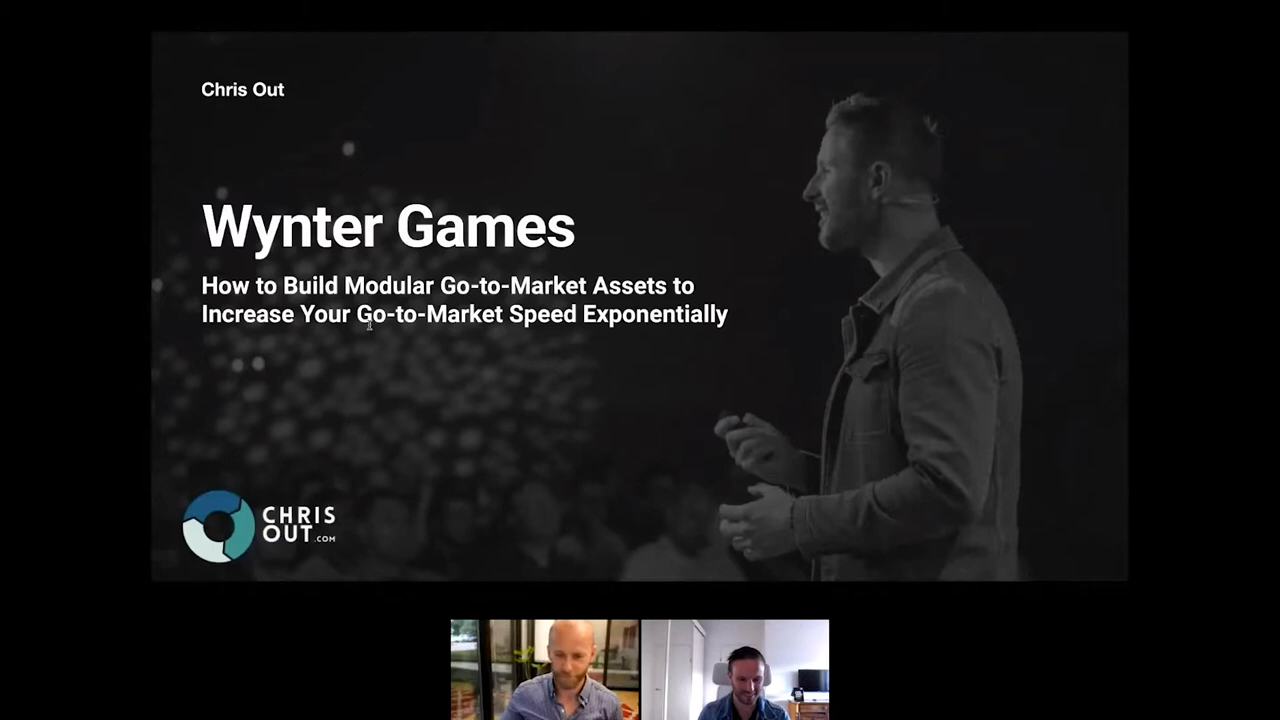 Chris Out
Wynter Games
How to Build Modular Go-to-Market Assets to
Increase Your Go-to-Market Speed Exponentially
CHRIS
OUT.COM